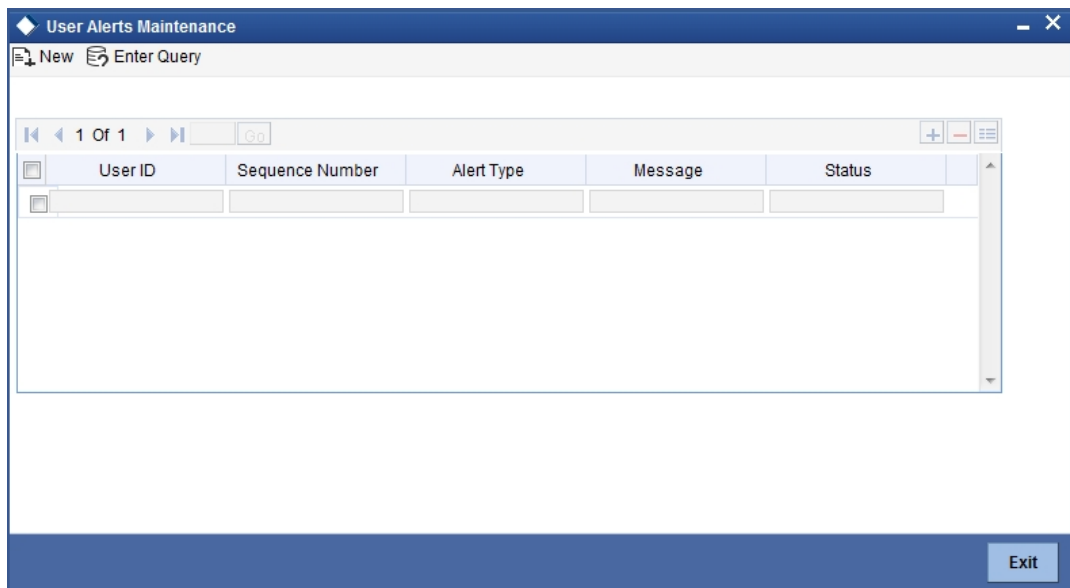 User Alerts Maintenance
New Enter Query
1 Of 1 Go
User ID Sequence Number Alert Type Message Status
Exit